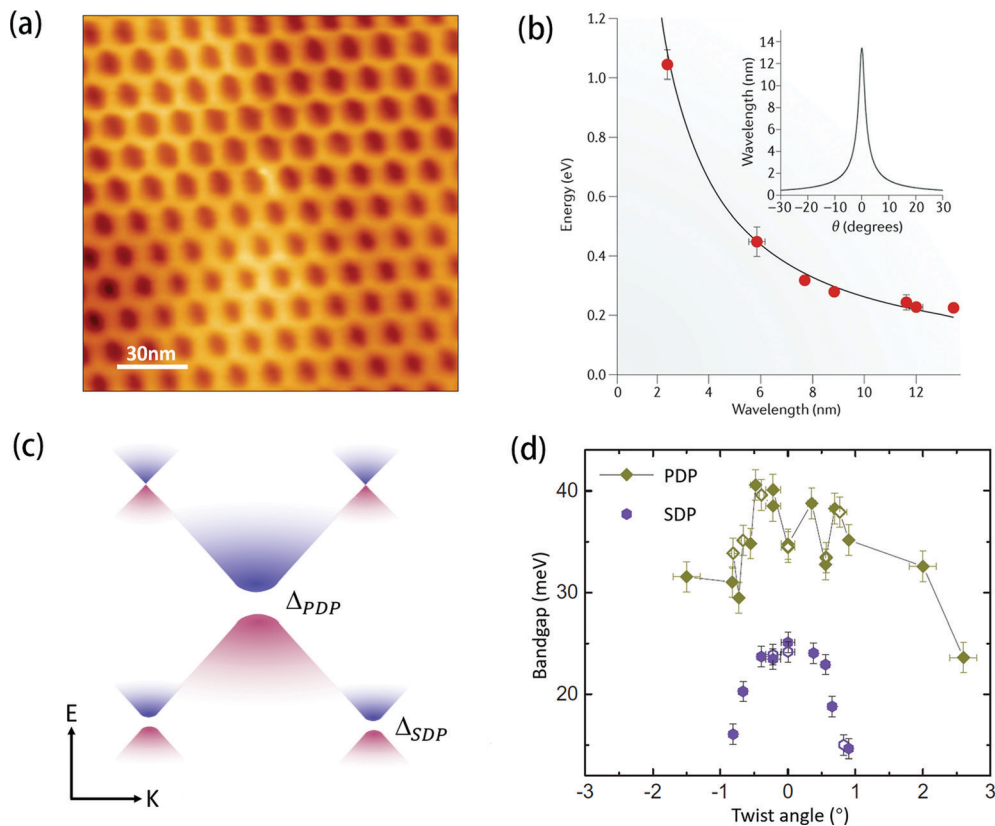 (a)
30nm
(b)
Energy (eV)
1.2
1.0
0.8
0.6
0.4
0.2
0.0
0
2
4
6
8
10
12
Wavelength (nm)
Wavelength (nm)
14
12
10
8
6
4
2
0
−30 −20 −10 0 10 20 30
θ (degrees)
(c)
Δ_PDP
Δ_SDP
E
K
(d)
PDP
SDP
Bandgap (meV)
40
30
20
-3 -2 -1 0 1 2 3
Twist angle (°)